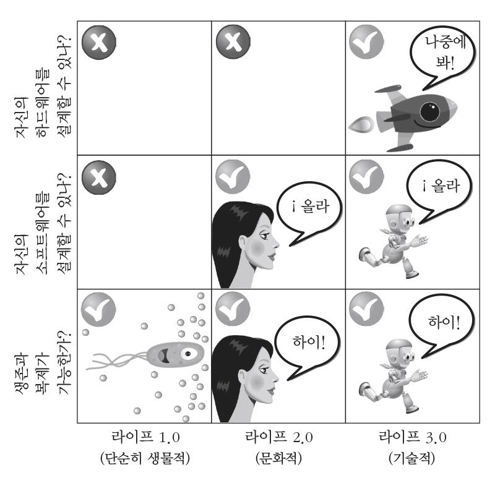 자신의
하드웨어를
설계할 수 있나?
나중에
봐!
자신의
소프트웨어를
설계할 수 있나?
¡ 올라
¡ 올라
생존과
복제가
가능한가?
하이!
하이!
라이프 1.0
(단순히 생물적)
라이프 2.0
(문화적)
라이프 3.0
(기술적)